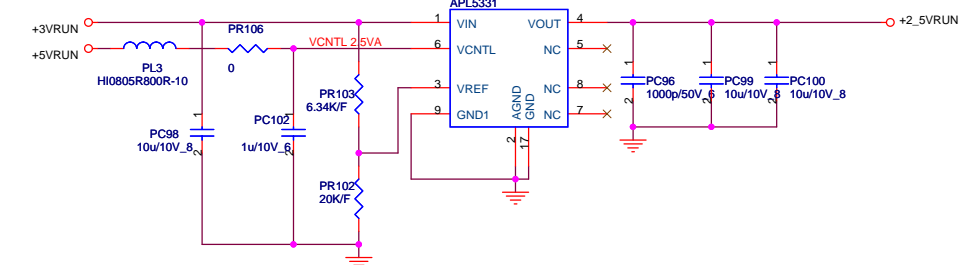 APL5331
+3VRUN
+5VRUN
PL3
HI0805R800R-10
PR106
0
VCNTL 2.5VA
PR103
6.34K/F
PR102
20K/F
PC98
10u/10V_8
1
2
PC102
1u/10V_6
1
2
1
VIN
6
VCNTL
3
VREF
9
GND1
VOUT
4
NC
5
NC
8
NC
7
AGND
2
GND
17
PC96
1000p/50V_6
1
2
PC99
10u/10V_8
1
2
PC100
10u/10V_8
1
2
+2_5VRUN